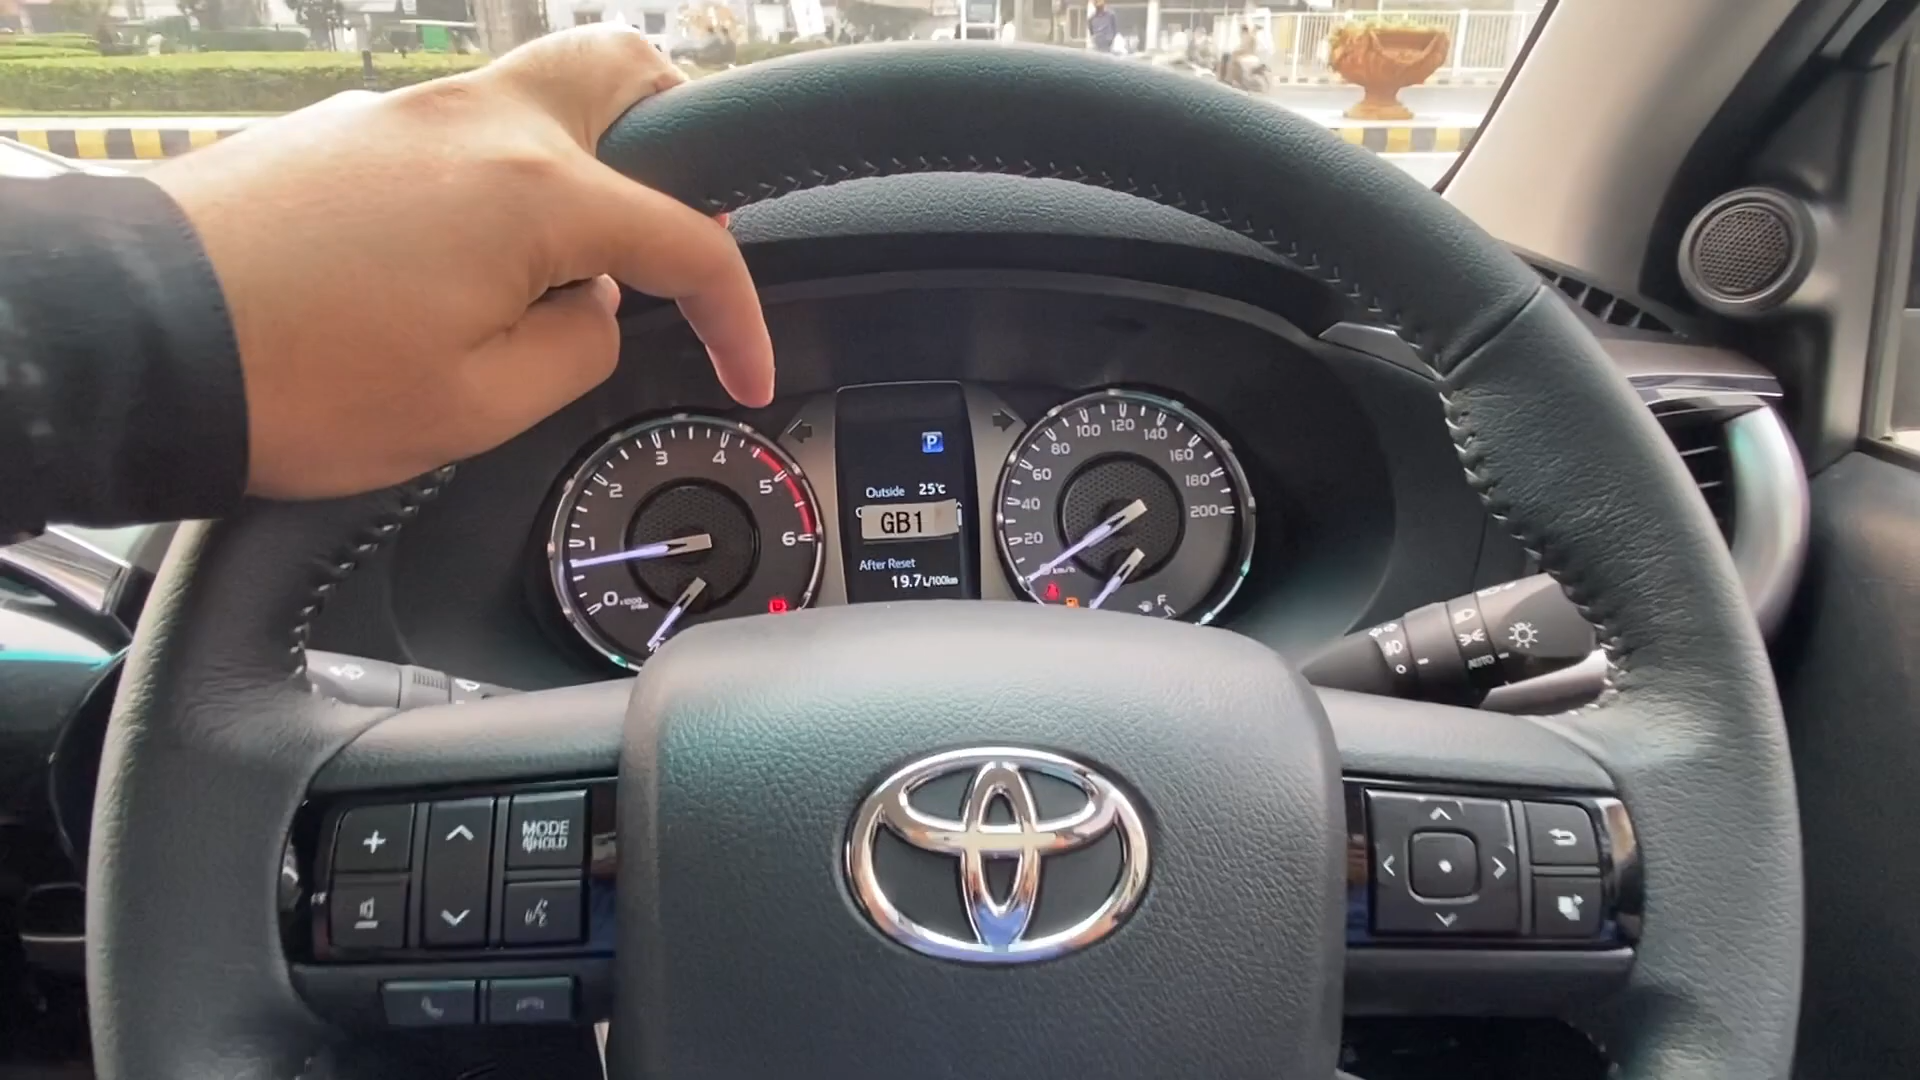 P
Outside 25°C
GB1
After Reset
19.7 L/100km
0 1 2 3 4 5 6
x1000
r/min
20 40 60 80 100 120 140 160 180 200
km/h
F
AUTO
MODE
HOLD